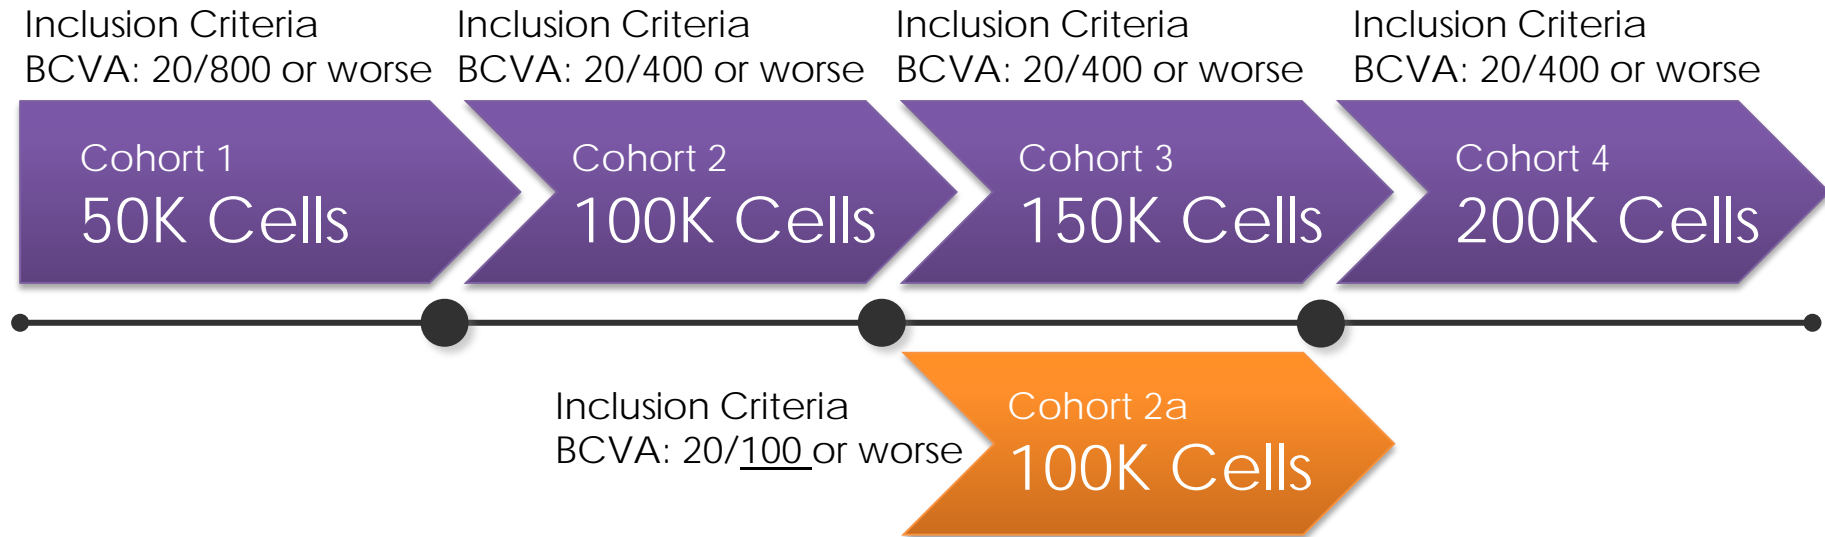 Inclusion Criteria
BCVA: 20/800 or worse
Inclusion Criteria
BCVA: 20/400 or worse
Inclusion Criteria
BCVA: 20/400 or worse
Inclusion Criteria
BCVA: 20/400 or worse
Cohort 1
50K Cells
Cohort 2
100K Cells
Cohort 3
150K Cells
Cohort 4
200K Cells
Inclusion Criteria
BCVA: 20/100 or worse
Cohort 2a
100K Cells